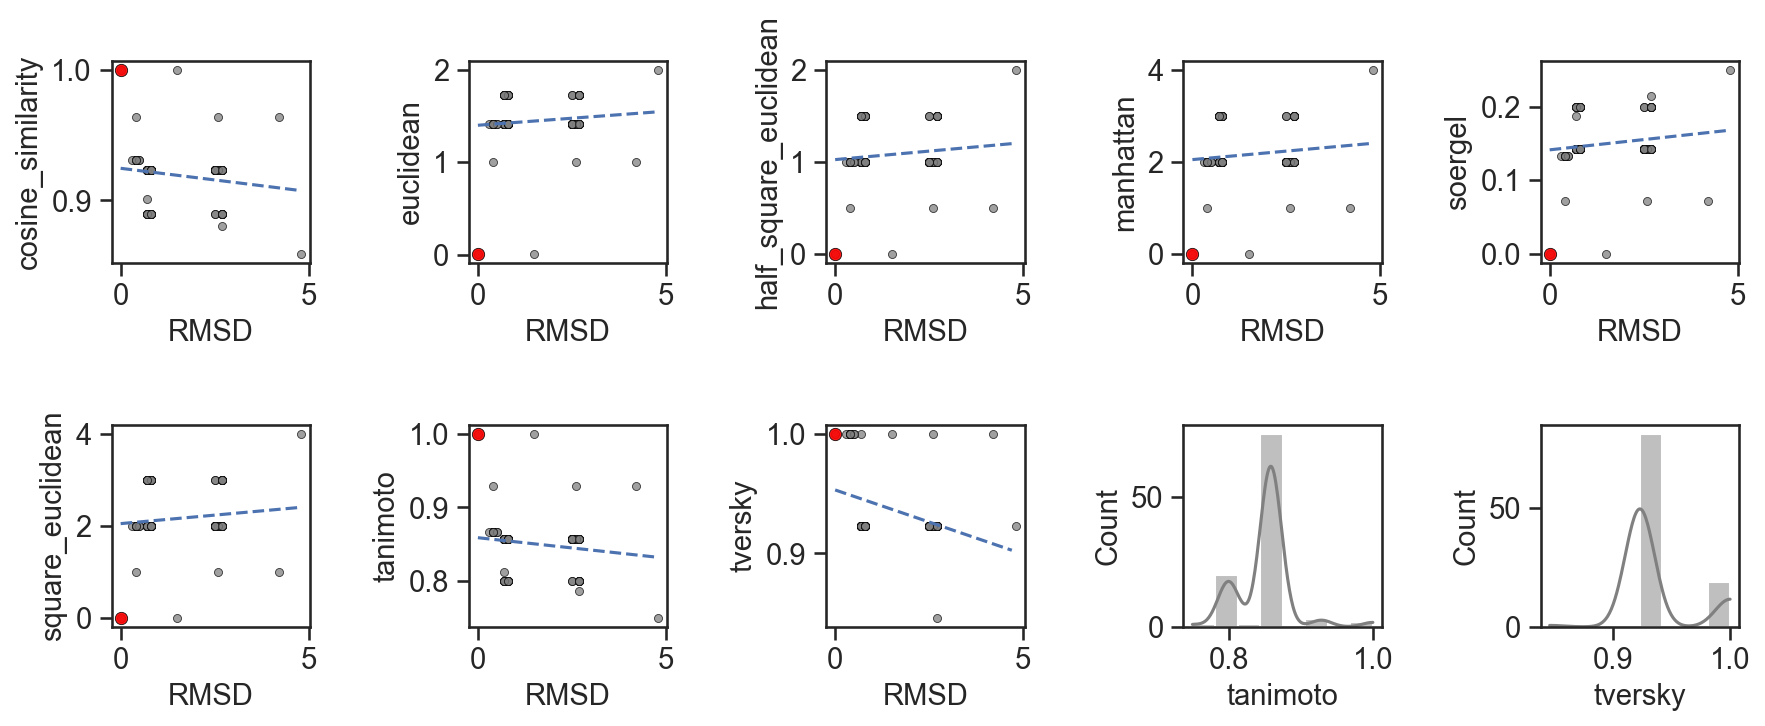 cosine_similarity
1.0
0.9
0
5
RMSD
euclidean
2
1
0
0
5
RMSD
half_square_euclidean
2
1
0
0
5
RMSD
manhattan
4
2
0
0
5
RMSD
soergel
0.2
0.1
0.0
0
5
RMSD
square_euclidean
4
2
0
0
5
RMSD
tanimoto
1.0
0.9
0.8
0
5
RMSD
tversky
1.0
0.9
0
5
RMSD
Count
50
0
0.8
1.0
tanimoto
Count
50
0
0.9
1.0
tversky